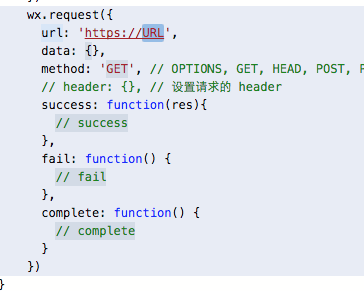 wx.request({
url: 'https://URL',
data: {},
method: 'GET', // OPTIONS, GET, HEAD, POST,
// header: {}, // 设置请求的 header
success: function(res){
// success
},
fail: function() {
// fail
},
complete: function() {
// complete
}
})
}